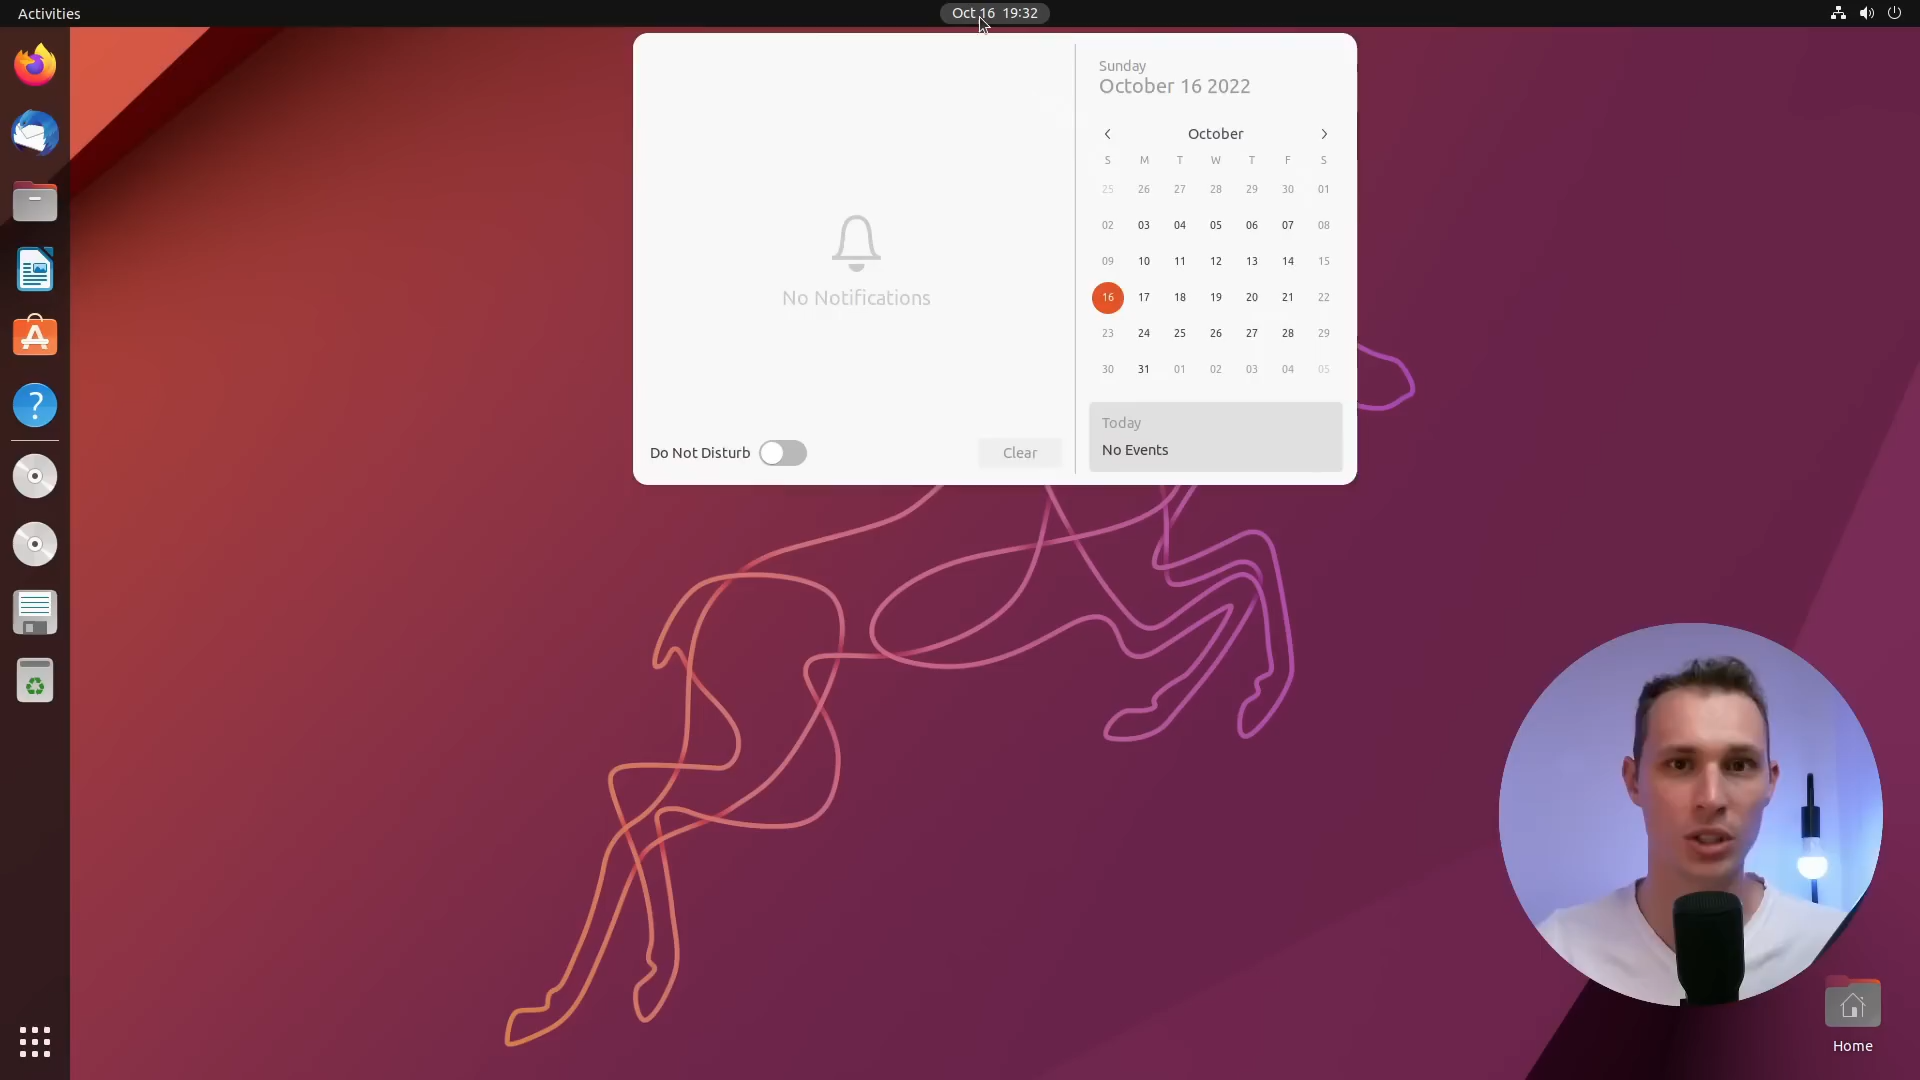 Activities
Oct 16 19:32
Sunday
October 16 2022
October
S M T W T F S
25 26 27 28 29 30 01
02 03 04 05 06 07 08
09 10 11 12 13 14 15
16 17 18 19 20 21 22
23 24 25 26 27 28 29
30 31 01 02 03 04 05
No Notifications
Do Not Disturb
Clear
Today
No Events
Home